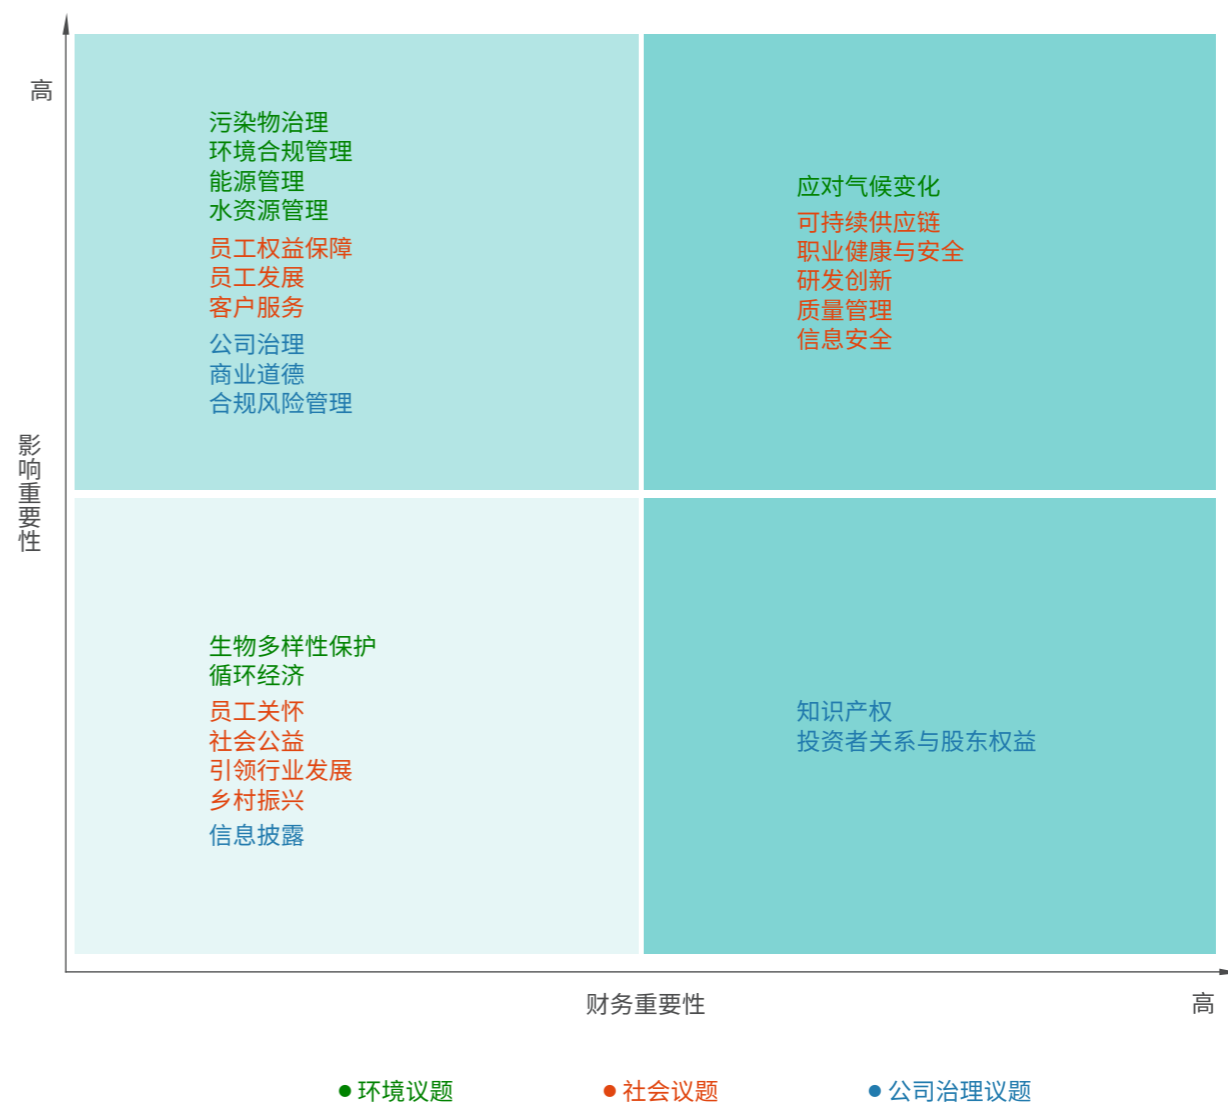 高
污染物治理
环境合规管理
能源管理
水资源管理
员工权益保障
员工发展
客户服务
公司治理
商业道德
合规风险管理
应对气候变化
可持续供应链
职业健康与安全
研发创新
质量管理
信息安全
影响重要性
生物多样性保护
循环经济
员工关怀
社会公益
引领行业发展
乡村振兴
信息披露
知识产权
投资者关系与股东权益
财务重要性
高
环境议题
社会议题
公司治理议题